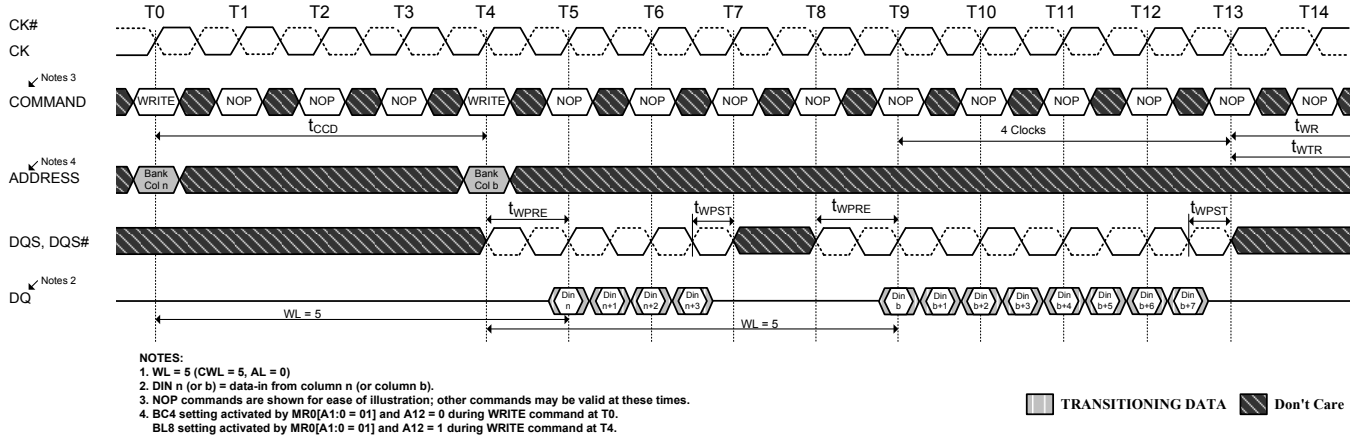 T0 T1 T2 T3 T4 T5 T6 T7 T8 T9 T10 T11 T12 T13 T14
CK#
CK
Notes 3
COMMAND
WRITE NOP NOP NOP WRITE NOP NOP NOP NOP NOP NOP NOP NOP NOP NOP
tCCD
4 Clocks
tWR
tWTR
Notes 4
ADDRESS
Bank
Col n
Bank
Col b
tWPRE
tWPST
tWPRE
tWPST
DQS, DQS#
Notes 2
DQ
Din
n
Din
n+1
Din
n+2
Din
n+3
Din
b
Din
b+1
Din
b+2
Din
b+3
Din
b+4
Din
b+5
Din
b+6
Din
b+7
WL = 5
WL = 5
NOTES:
1. WL = 5 (CWL = 5, AL = 0)
2. DIN n (or b) = data-in from column n (or column b).
3. NOP commands are shown for ease of illustration; other commands may be valid at these times.
4. BC4 setting activated by MR0[A1:0 = 01] and A12 = 0 during WRITE command at T0.
BL8 setting activated by MR0[A1:0 = 01] and A12 = 1 during WRITE command at T4.
TRANSITIONING DATA
Don't Care